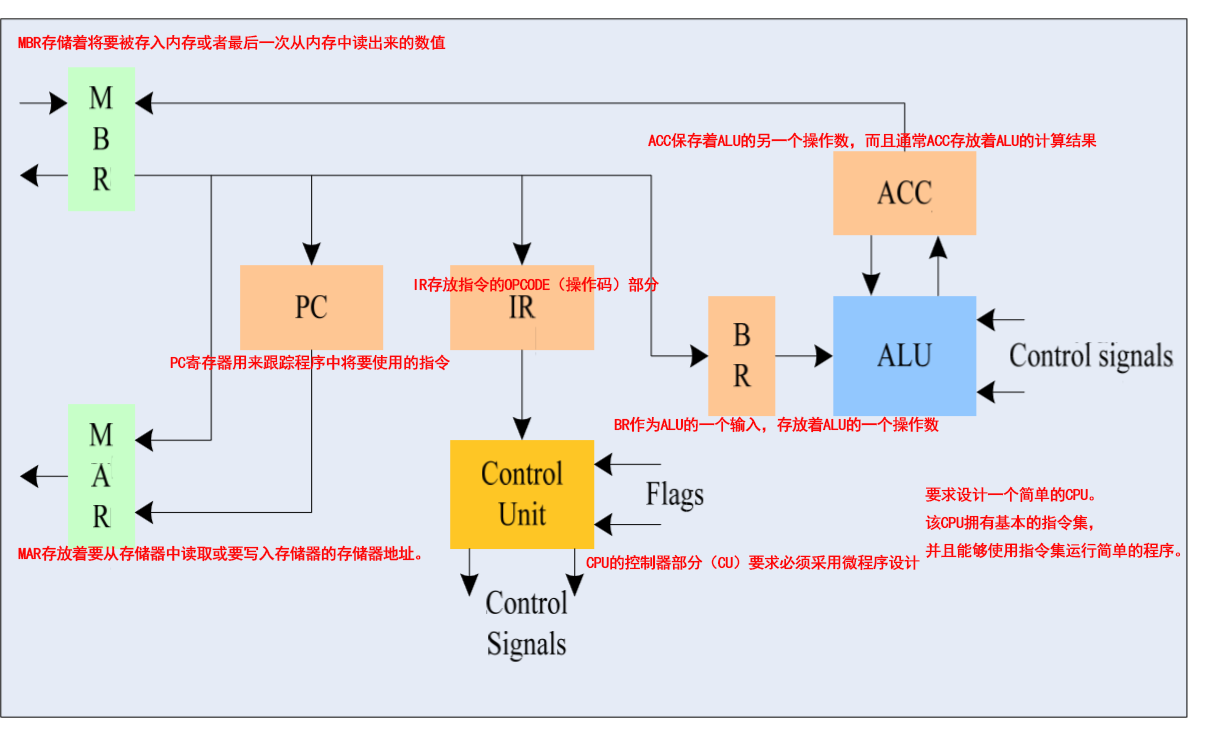 MBR存储着将要被存入内存或者最后一次从内存中读出来的数值
M
B
R
ACC保存着ALU的另一个操作数，而且通常ACC存放着ALU的计算结果
ACC
IR存放指令的OPCODE（操作码）部分
PC
IR
B
R
ALU
Control signals
PC寄存器用来跟踪程序中将要使用的指令
BR作为ALU的一个输入，存放着ALU的一个操作数
M
A
R
Control
Unit
Flags
要求设计一个简单的CPU。
该CPU拥有基本的指令集，
并且能够使用指令集运行简单的程序。
MAR存放着要从存储器中读取或要写入存储器的存储器地址。
CPU的控制器部分（CU）要求必须采用微程序设计
Control
Signals